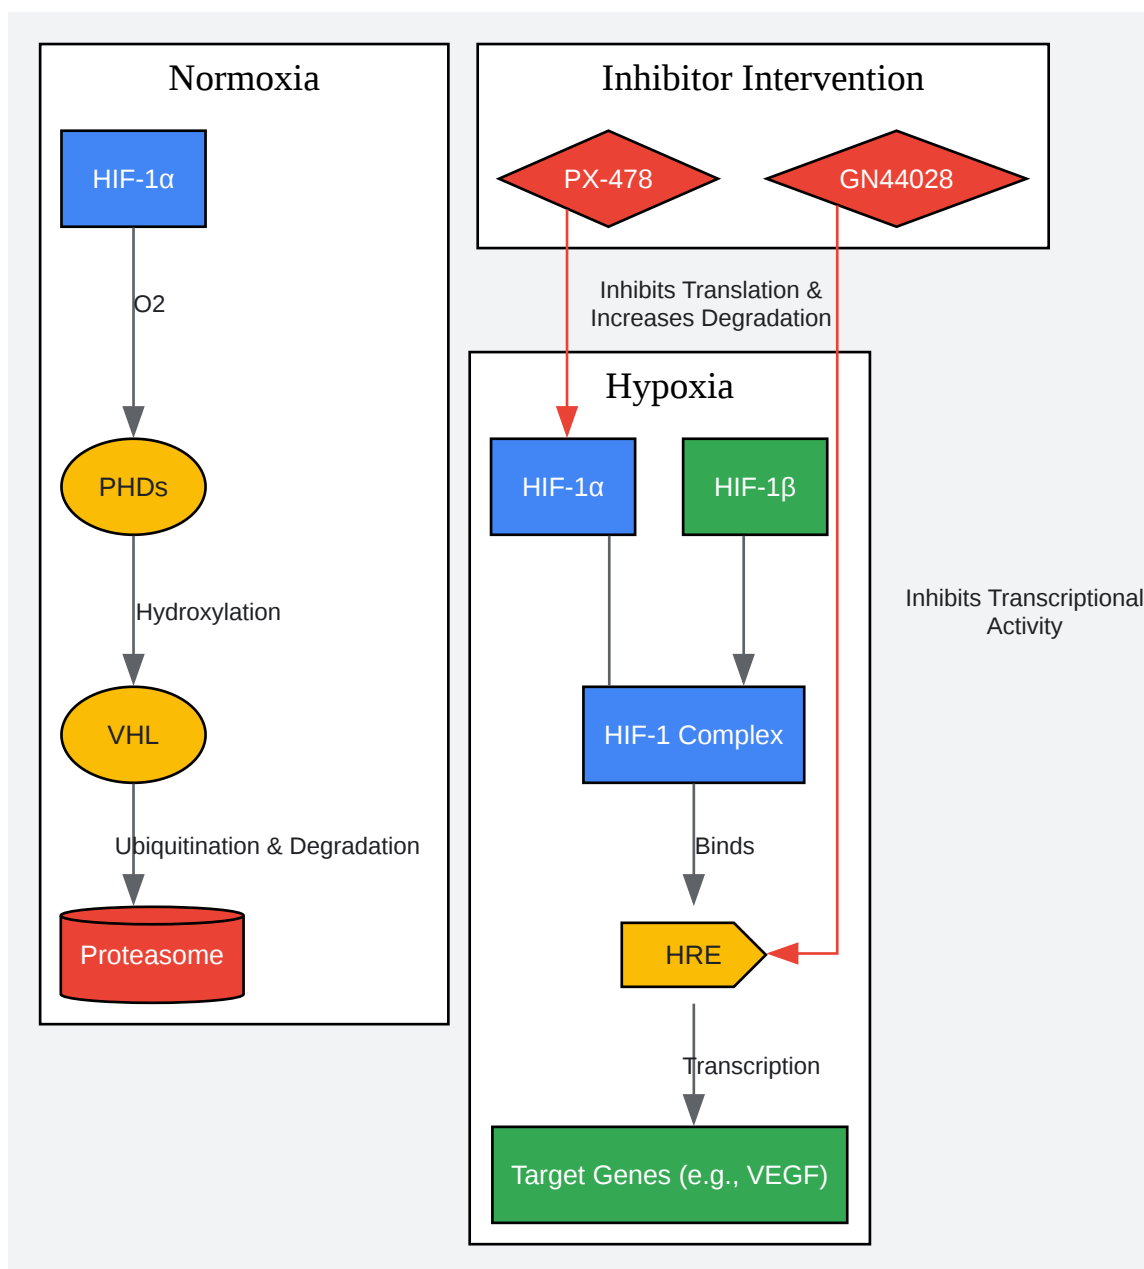 Normoxia
HIF-1α
O2
PHDs
Hydroxylation
VHL
Ubiquitination & Degradation
Proteasome
Inhibitor Intervention
PX-478
GN44028
Inhibits Translation &
Increases Degradation
Inhibits Transcriptional
Activity
Hypoxia
HIF-1α
HIF-1β
HIF-1 Complex
Binds
HRE
Transcription
Target Genes (e.g., VEGF)